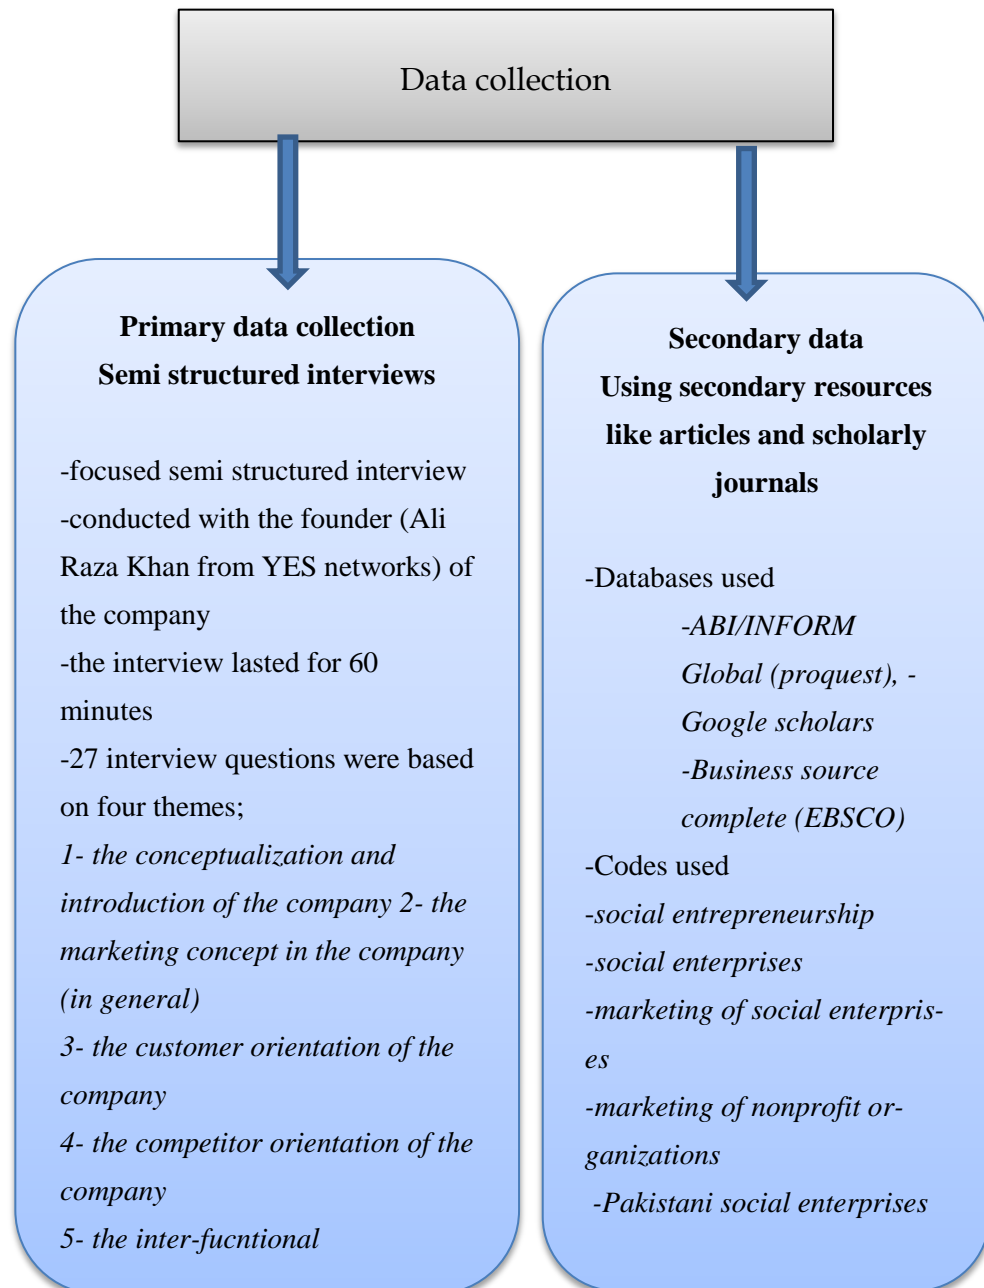 Data collection
Primary data collection
Semi structured interviews
-focused semi structured interview
-conducted with the founder (Ali
Raza Khan from YES networks) of
the company
-the interview lasted for 60
minutes
-27 interview questions were based
on four themes;
1- the conceptualization and
introduction of the company 2- the
marketing concept in the company
(in general)
3- the customer orientation of the
company
4- the competitor orientation of the
company
5- the inter-fucntional
Secondary data
Using secondary resources
like articles and scholarly
journals
-Databases used
-ABI/INFORM
Global (proquest), -
Google scholars
-Business source
complete (EBSCO)
-Codes used
-social entrepreneurship
-social enterprises
-marketing of social enterpris-
es
-marketing of nonprofit or-
ganizations
-Pakistani social enterprises